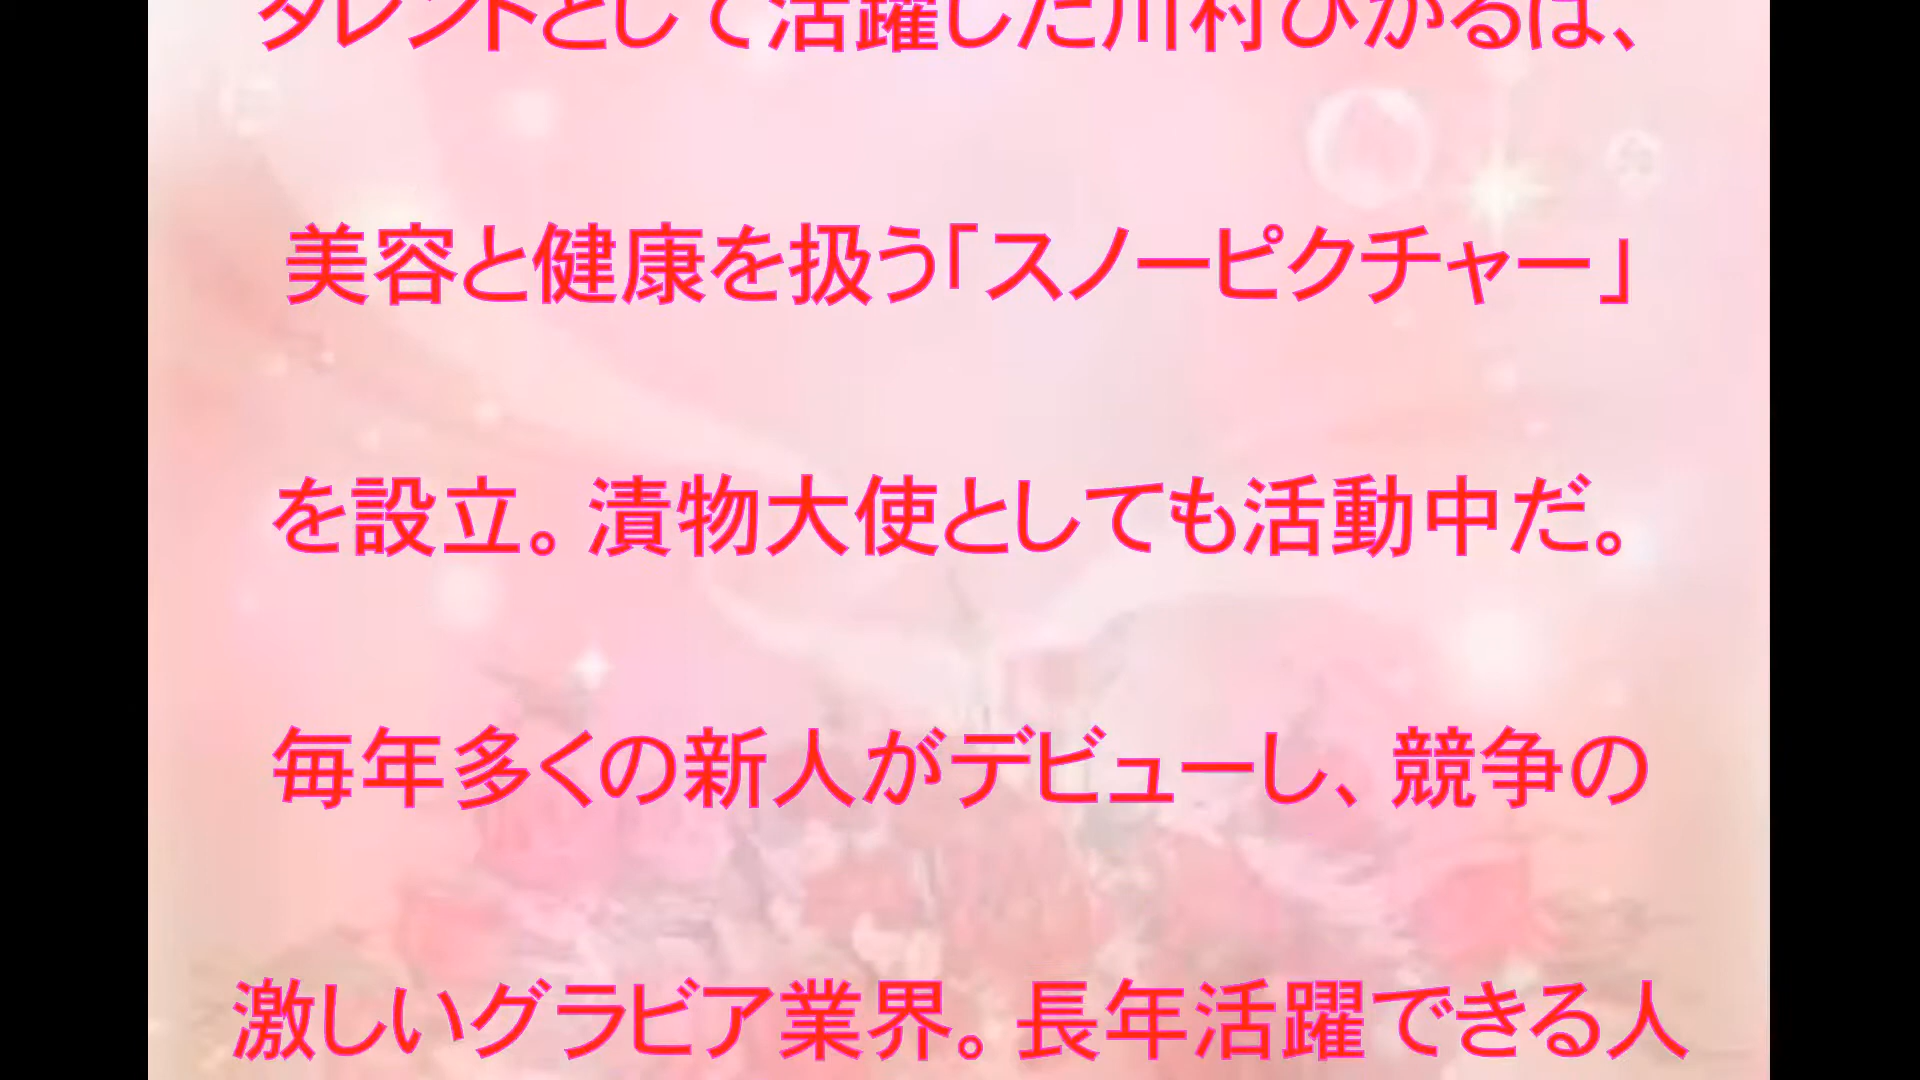 タレントとして活躍した川村ひかるは、
美容と健康を扱う「スノーピクチャー」
を設立。漬物大使としても活動中だ。
毎年多くの新人がデビューし、競争の
激しいグラビア業界。長年活躍できる人